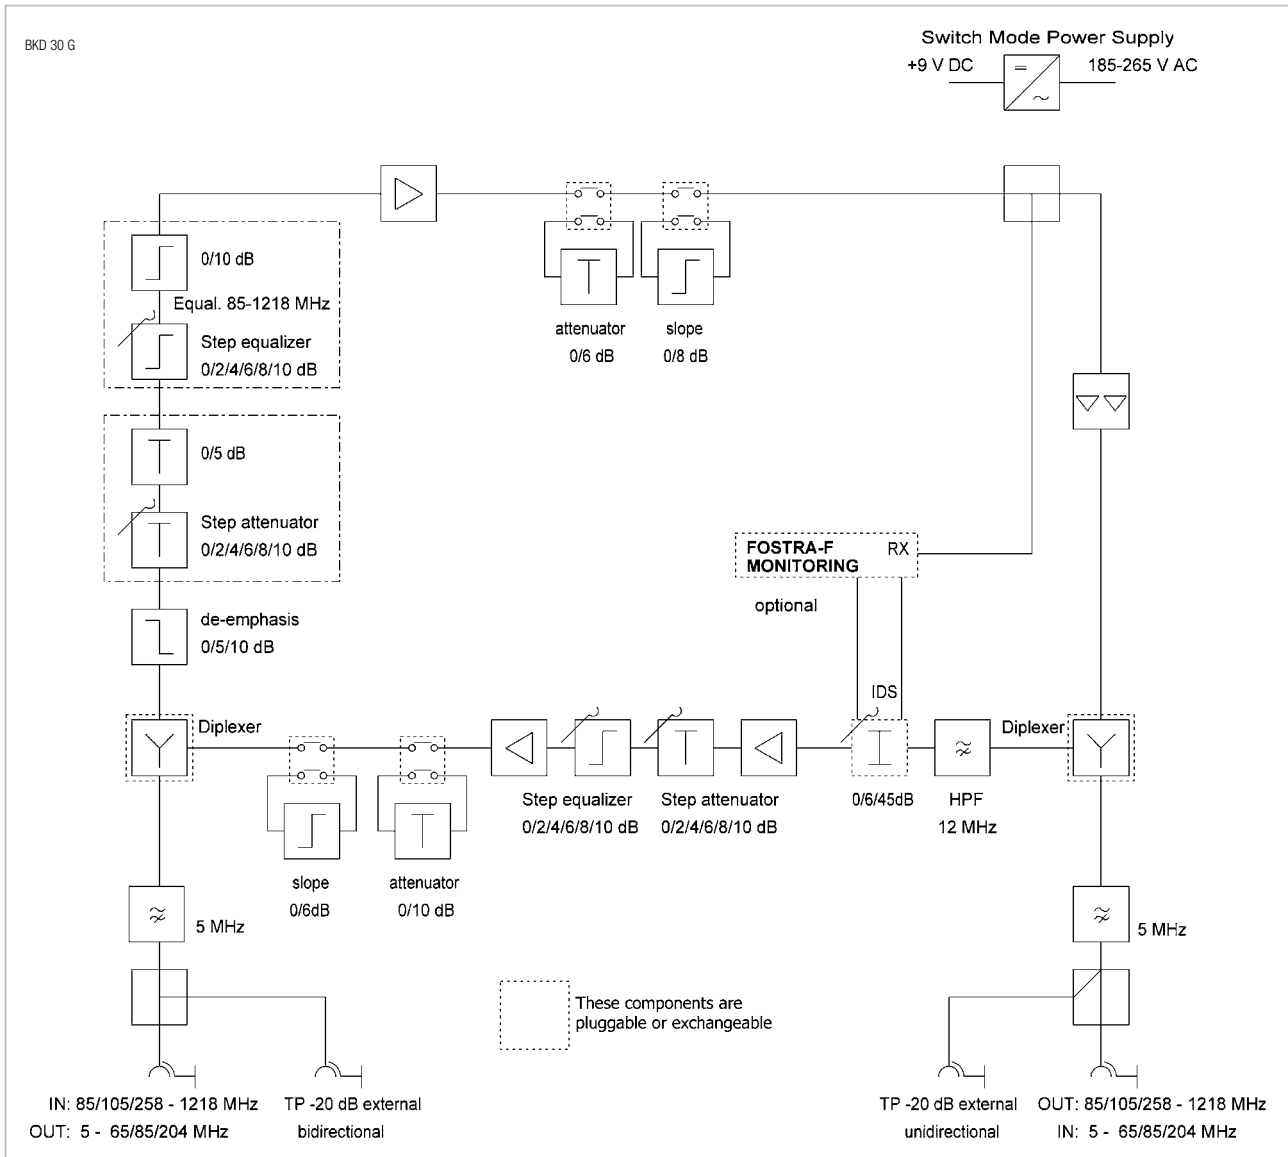 BKD 30 G
Switch Mode Power Supply
+9 V DC
185-265 V AC
0/10 dB
Equal. 85-1218 MHz
Step equalizer
0/2/4/6/8/10 dB
attenuator
0/6 dB
slope
0/8 dB
0/5 dB
Step attenuator
0/2/4/6/8/10 dB
FOSTRA-F
MONITORING
RX
optional
de-emphasis
0/5/10 dB
IDS
Diplexer
Diplexer
Step equalizer
0/2/4/6/8/10 dB
Step attenuator
0/2/4/6/8/10 dB
0/6/45dB
HPF
12 MHz
slope
0/6dB
attenuator
0/10 dB
5 MHz
5 MHz
These components are
pluggable or exchangeable
IN: 85/105/258 - 1218 MHz
OUT: 5 - 65/85/204 MHz
TP -20 dB external
bidirectional
TP -20 dB external
unidirectional
OUT: 85/105/258 - 1218 MHz
IN: 5 - 65/85/204 MHz